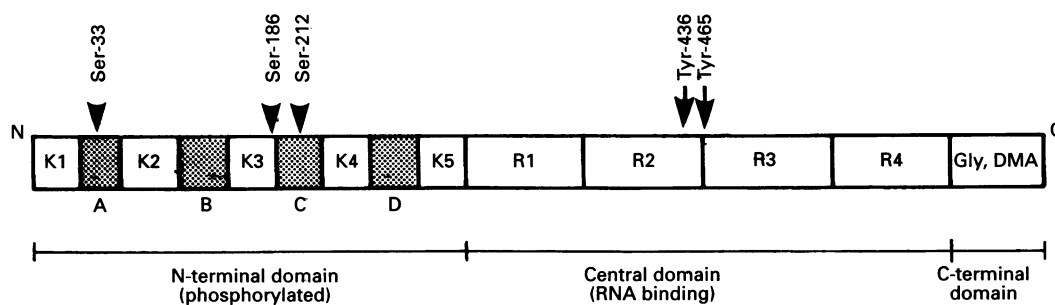 Ser-33
Ser-186
Ser-212
Tyr-436
Tyr-465
N
C
K1
K2
K3
K4
K5
R1
R2
R3
R4
Gly, DMA
A
B
C
D
N-terminal domain
(phosphorylated)
Central domain
(RNA binding)
C-terminal
domain